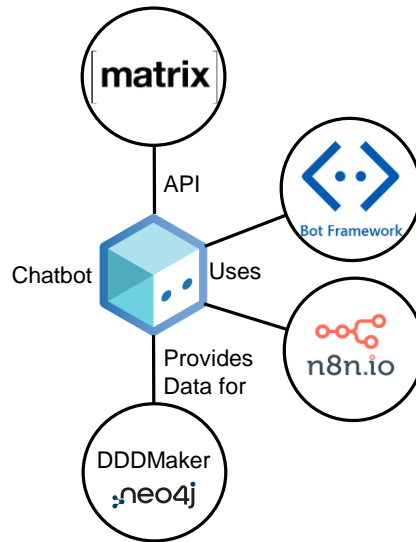 [matrix]
API
Bot Framework
Chatbot
Uses
n8n.io
Provides
Data for
DDDMaker
neo4j